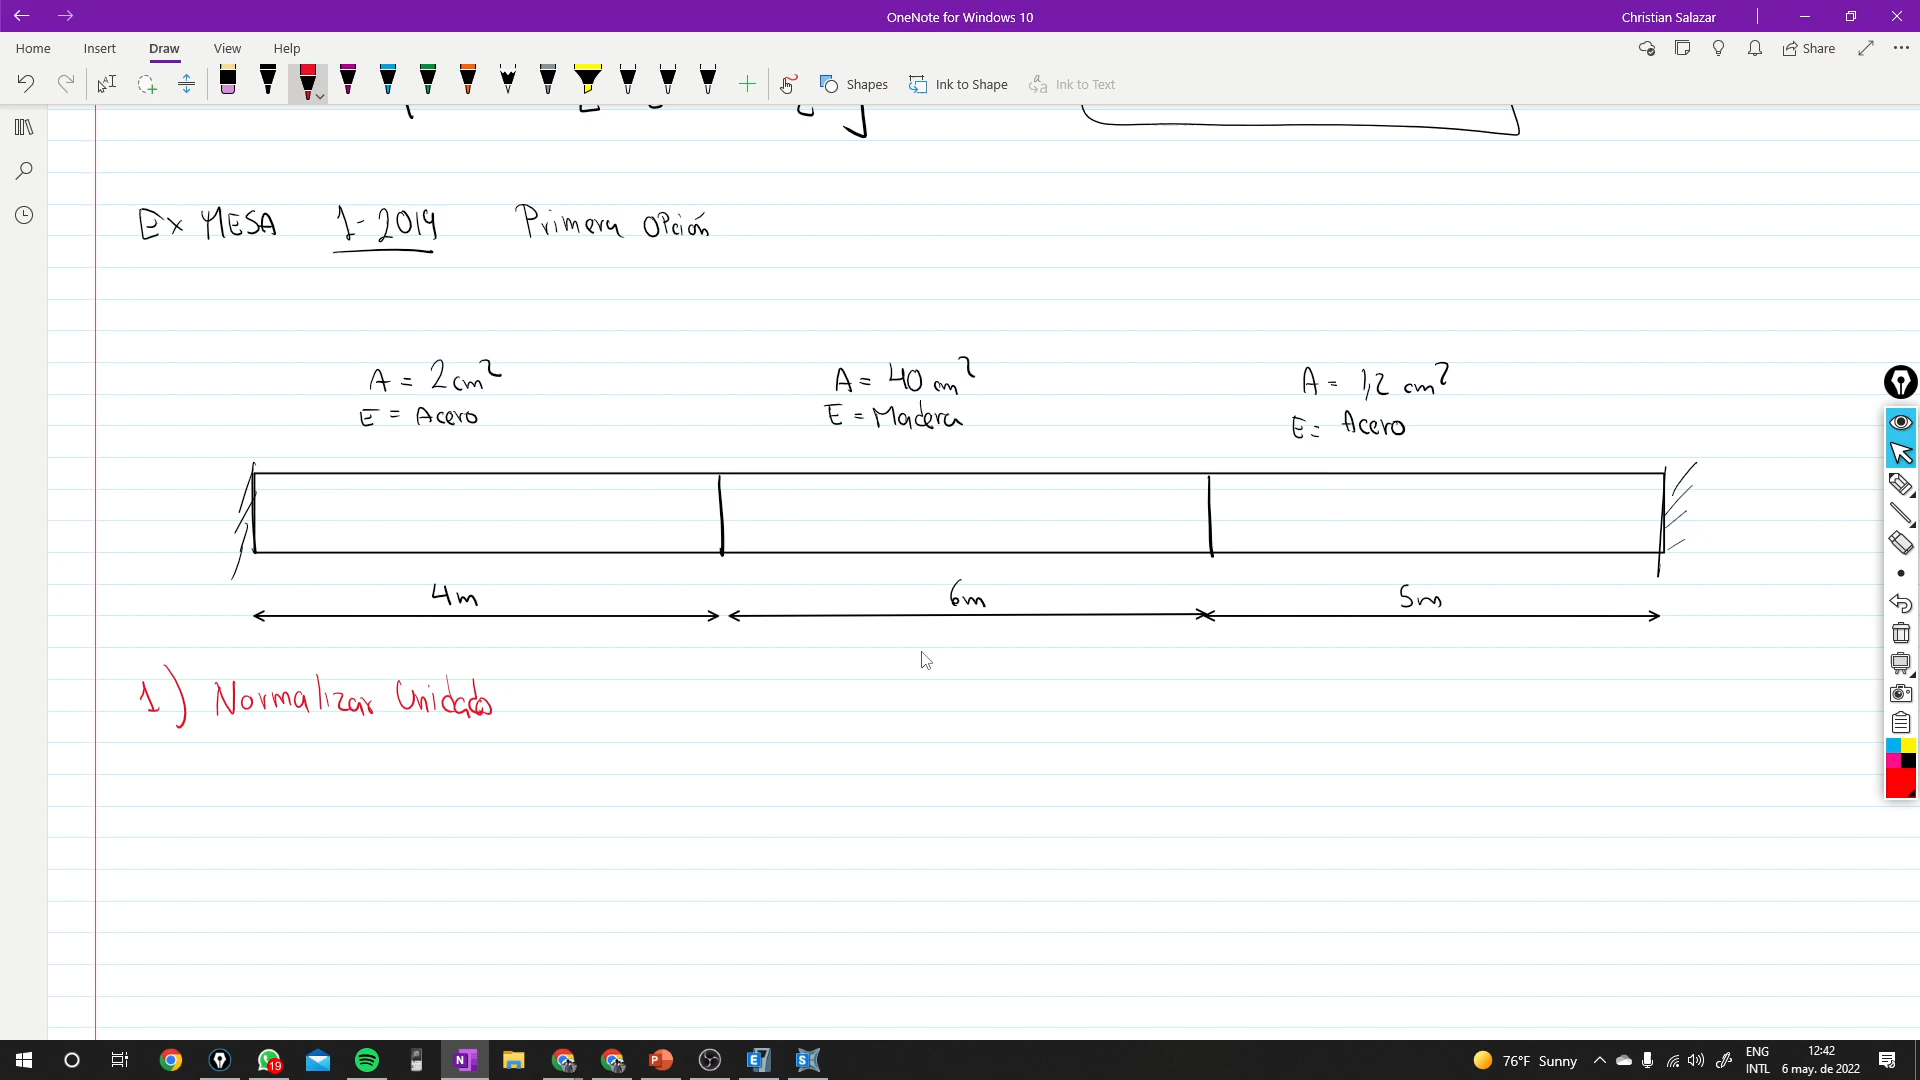 OneNote for Windows 10
Christian Salazar
Home Insert Draw View Help
Share
Shapes
Ink to Shape
Ink to Text
Ex MESA 1-2019 Primera OPción
A = 2 cm² A = 40 cm² A = 1,2 cm²
E = Acero E = Madera E = Acero
4m 6m 5m
1) Normalizar Unidades
19
76°F Sunny
ENG
INTL
12:42
6 may. de 2022